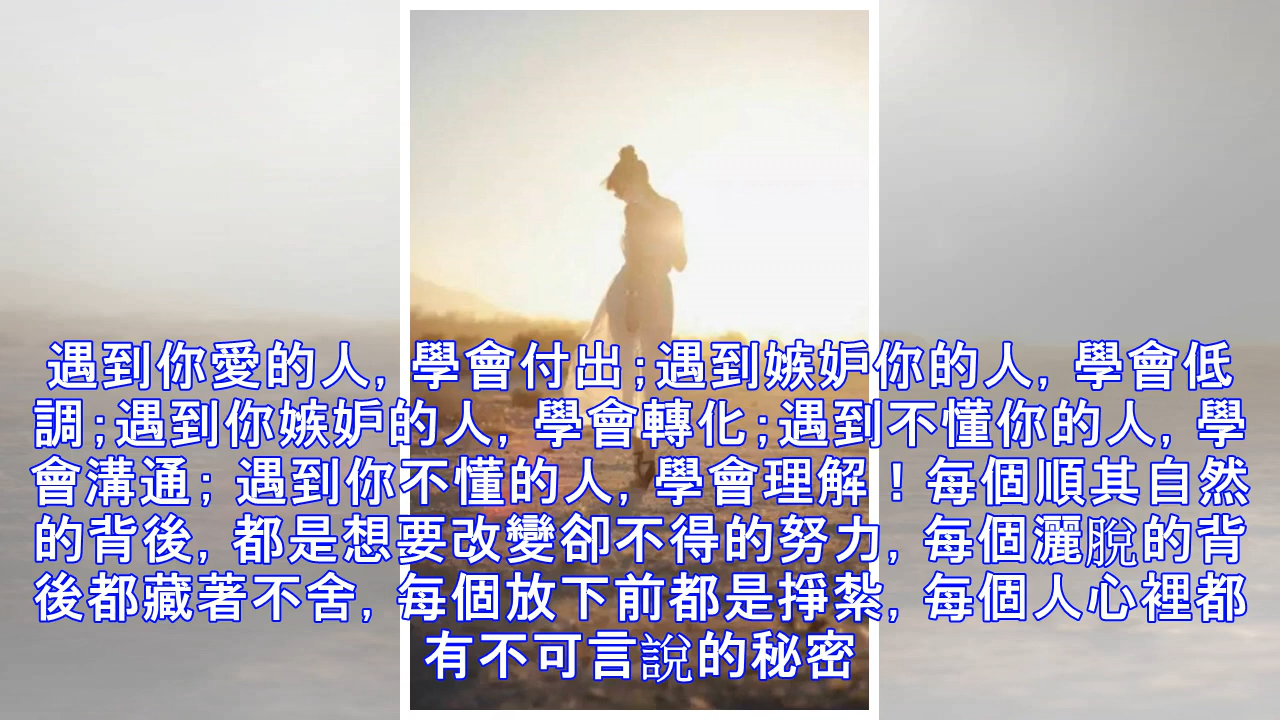 遇到你愛的人, 學會付出;遇到嫉妒你的人, 學會低
調;遇到你嫉妒的人, 學會轉化;遇到不懂你的人, 學
會溝通; 遇到你不懂的人, 學會理解!每個順其自然
的背後, 都是想要改變卻不得的努力, 每個灑脫的背
後都藏著不舍, 每個放下前都是掙紮, 每個人心裡都
有不可言說的秘密